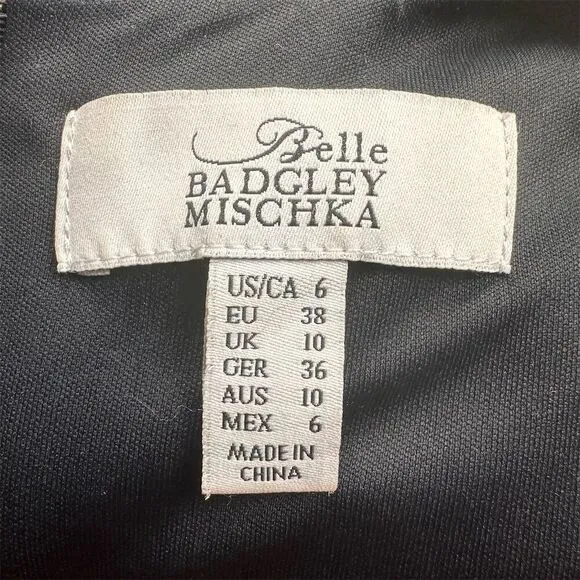 Belle
BADGLEY
MISCHKA
US/CA 6
EU 38
UK 10
GER 36
AUS 10
MEX 6
MADE IN
CHINA